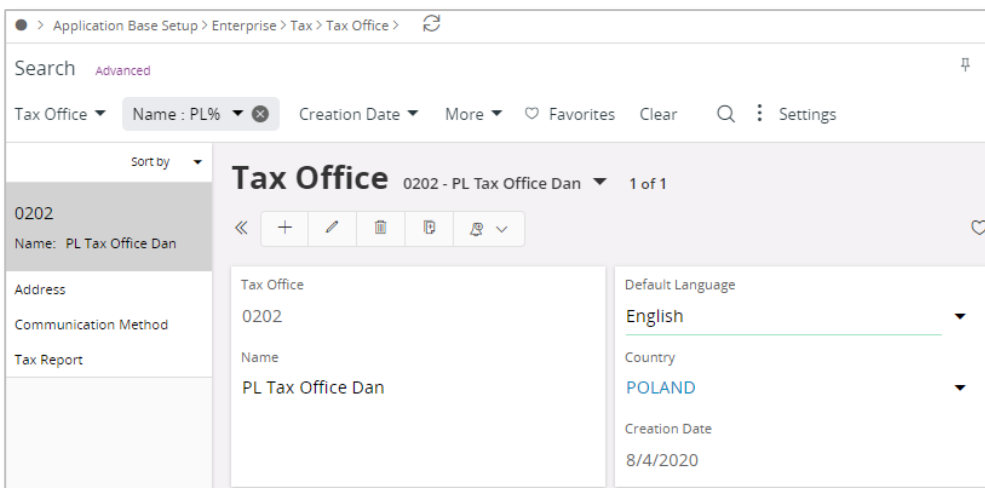 Application Base Setup > Enterprise > Tax > Tax Office >
Search Advanced
Tax Office Name : PL% Creation Date More Favorites Clear Settings
Sort by
0202
Name: PL Tax Office Dan
Address
Communication Method
Tax Report
Tax Office 0202 - PL Tax Office Dan 1 of 1
Tax Office
0202
Name
PL Tax Office Dan
Default Language
English
Country
POLAND
Creation Date
8/4/2020